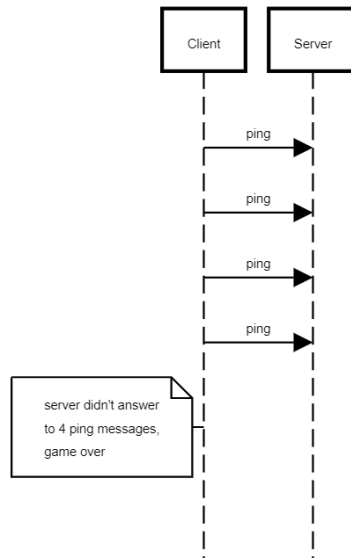 Client
Server
ping
ping
ping
ping
server didn't answer
to 4 ping messages,
game over